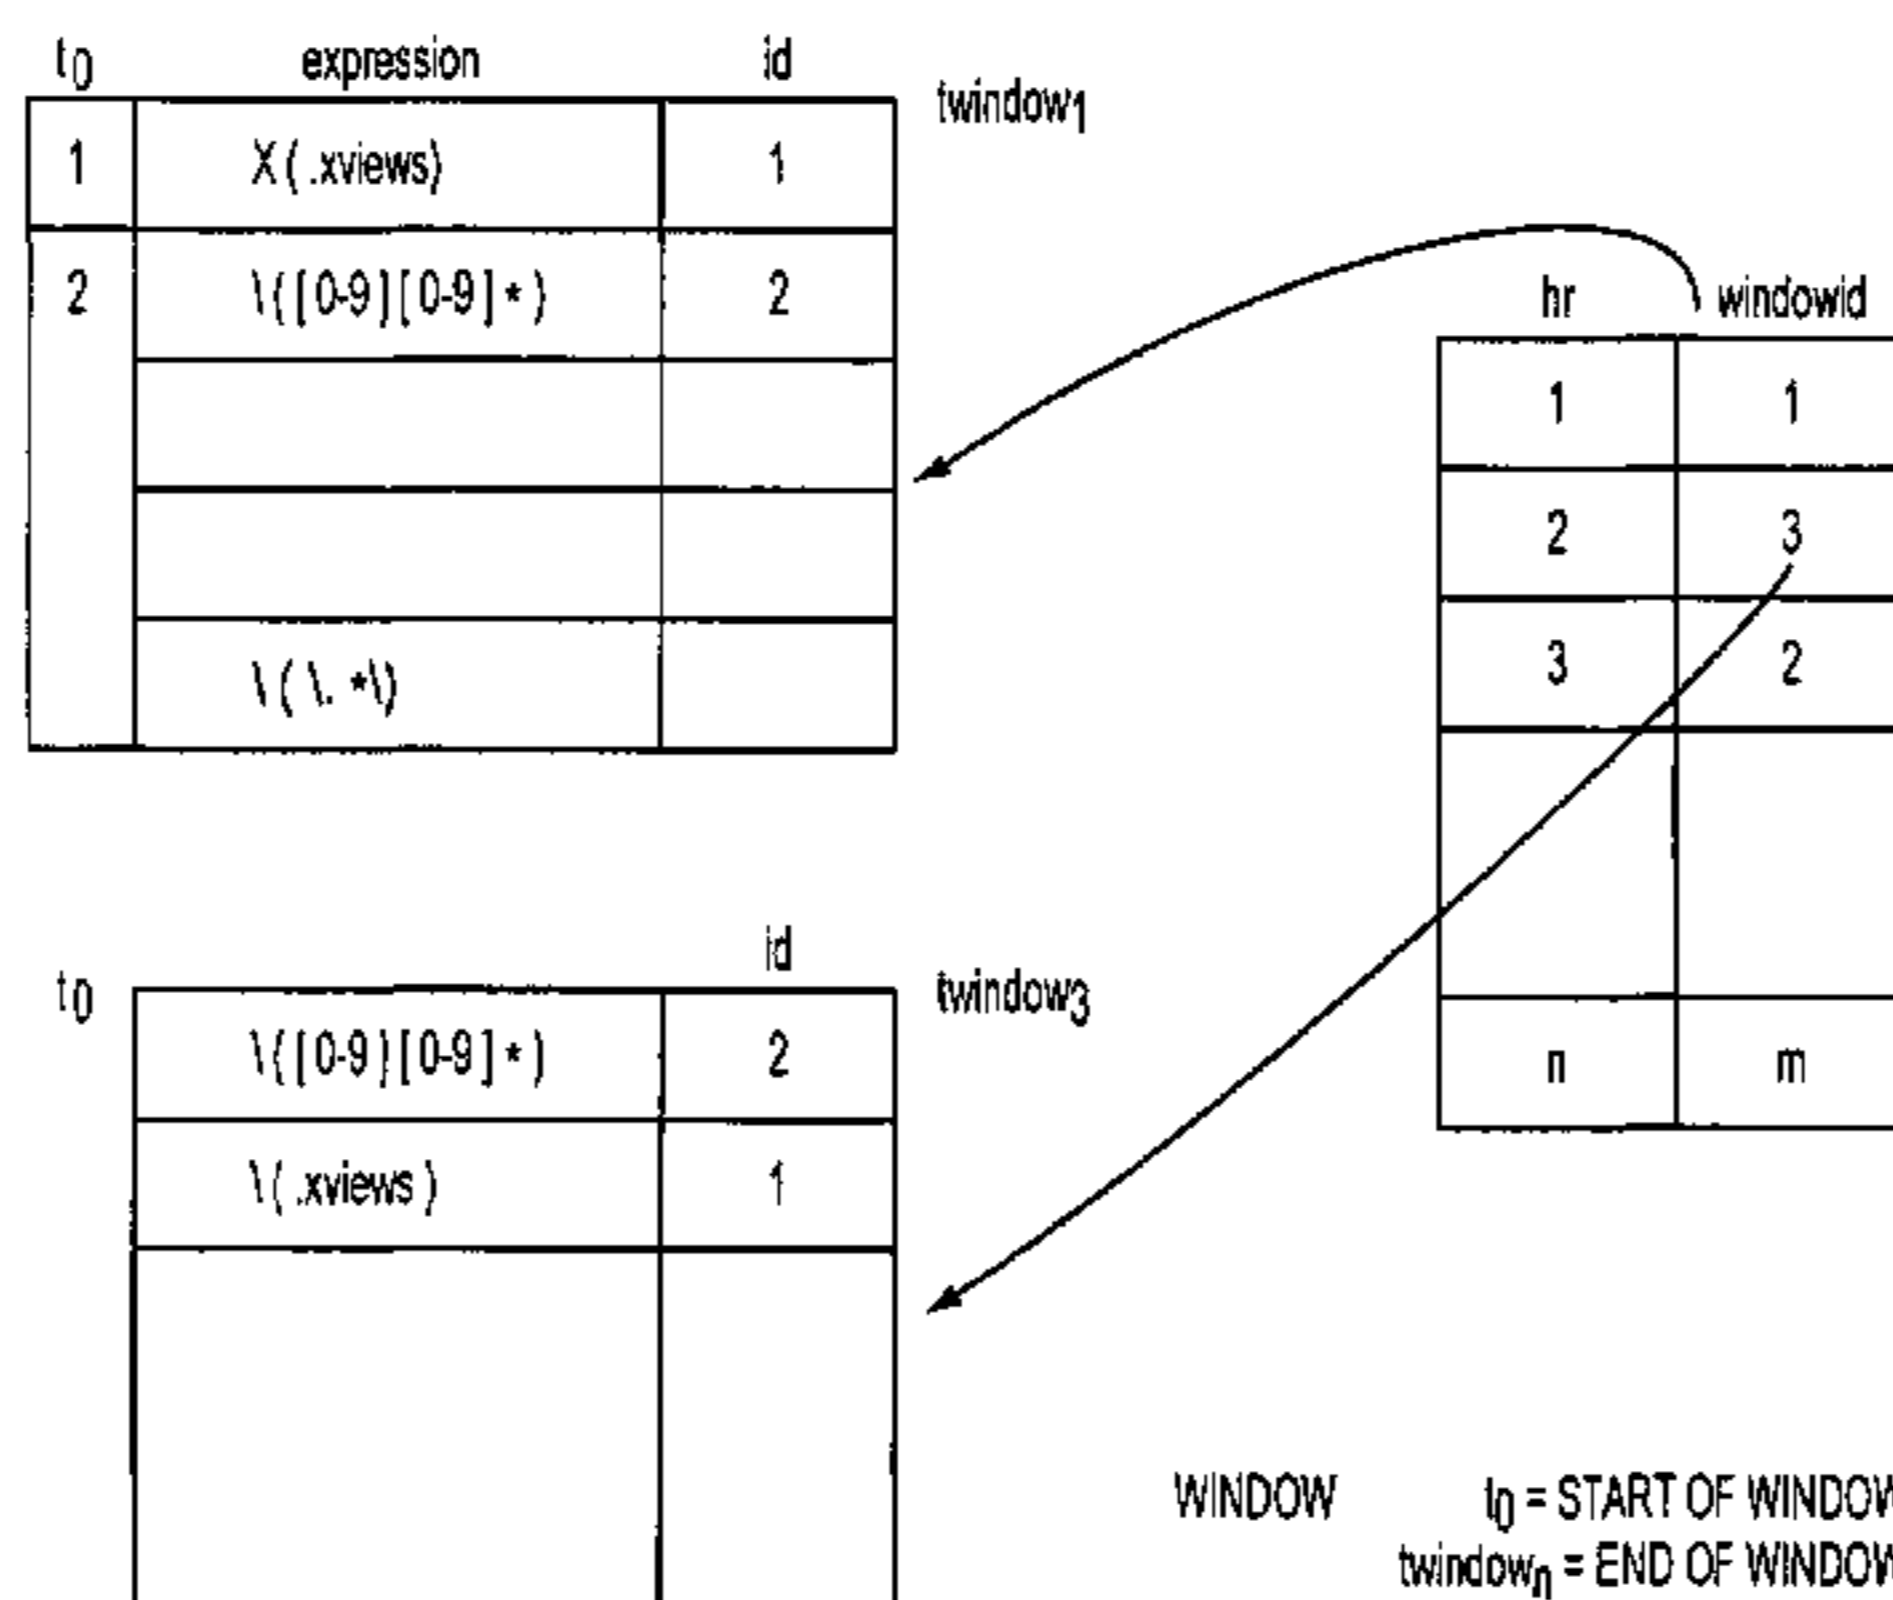 t0 expression id twindow1
1 X ( .xviews) 1
2 \ ( [ 0-9 ] [ 0-9 ] * ) 2
\ ( \. *\)
hr windowid
1 1
2 3
3 2
n m
t0 id twindow3
\ ( [ 0-9 ] [ 0-9 ] * ) 2
\ ( .xviews ) 1
WINDOW t0 = START OF WINDOW
twindown = END OF WINDOW